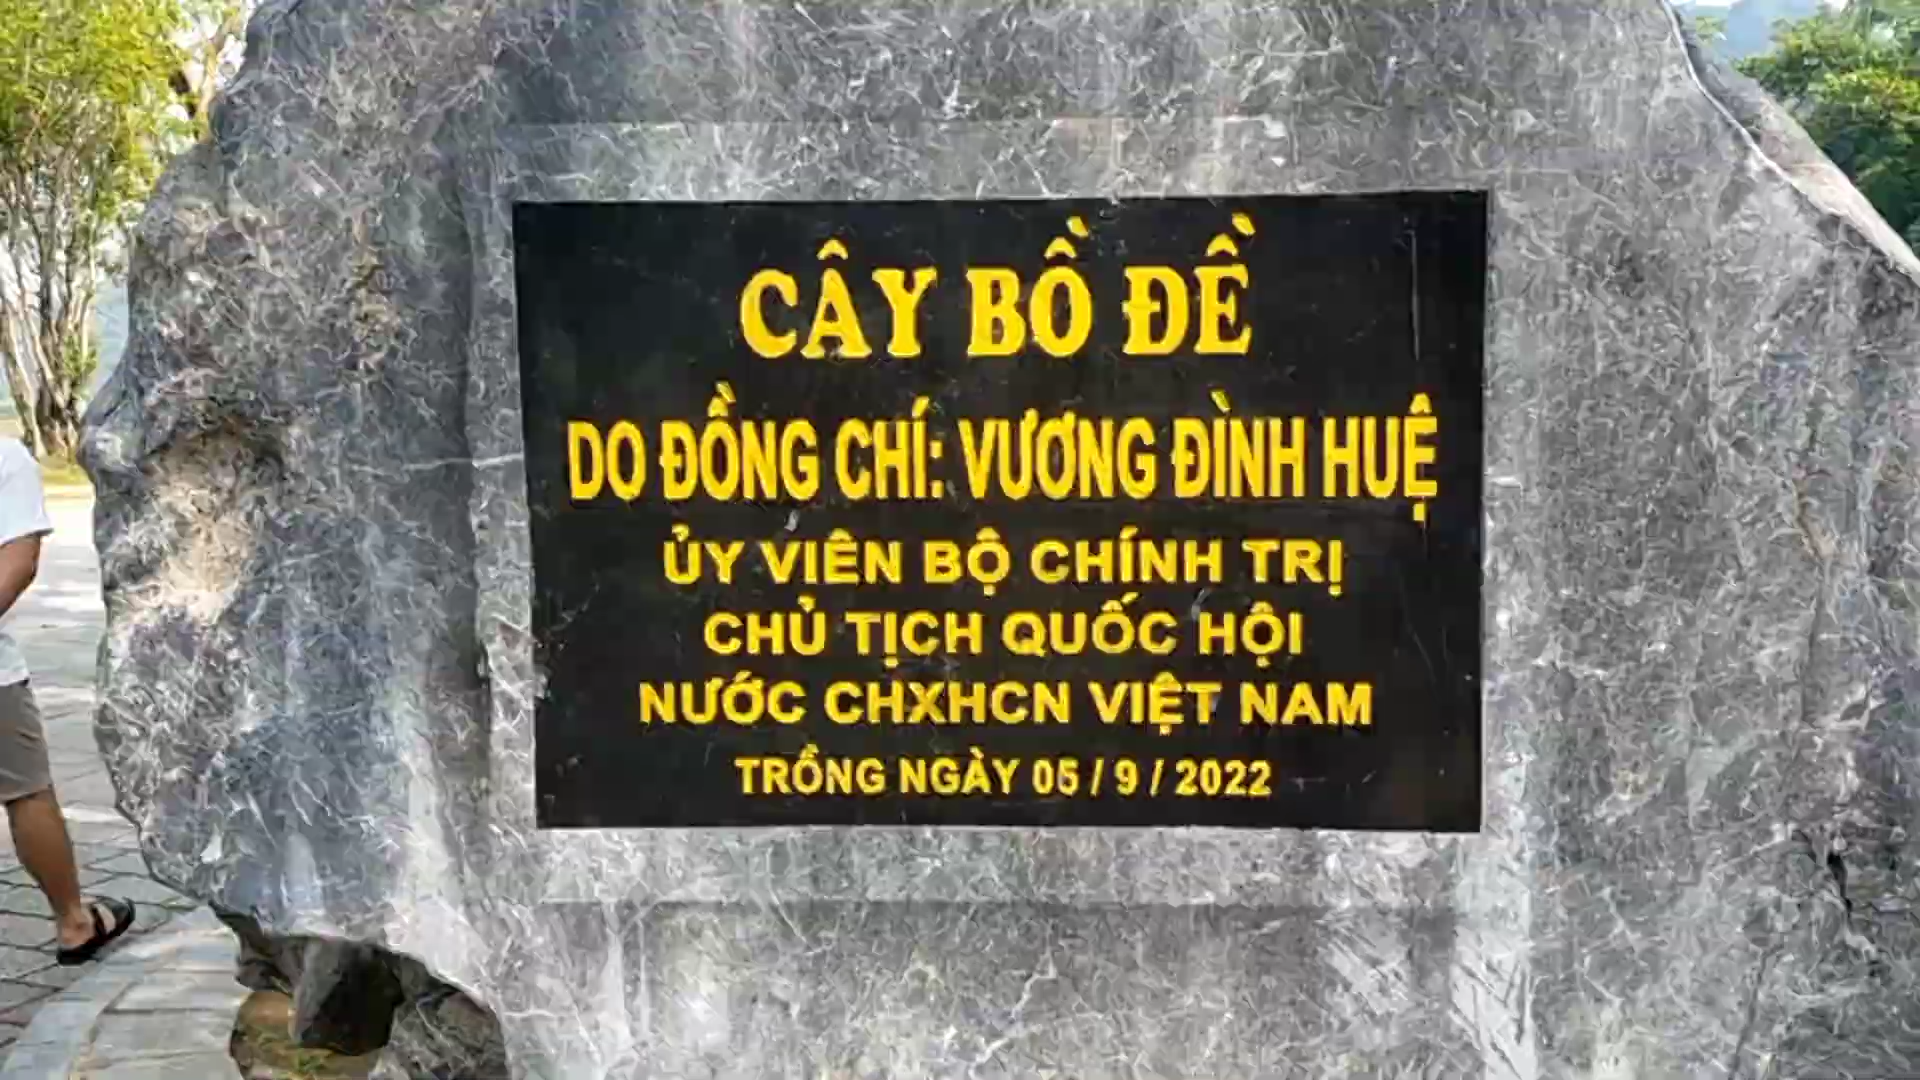 CÂY BỒ ĐỀ
DO ĐỒNG CHÍ: VƯƠNG ĐÌNH HUỆ
ỦY VIÊN BỘ CHÍNH TRỊ
CHỦ TỊCH QUỐC HỘI
NƯỚC CHXHCN VIỆT NAM
TRỒNG NGÀY 05 / 9 / 2022